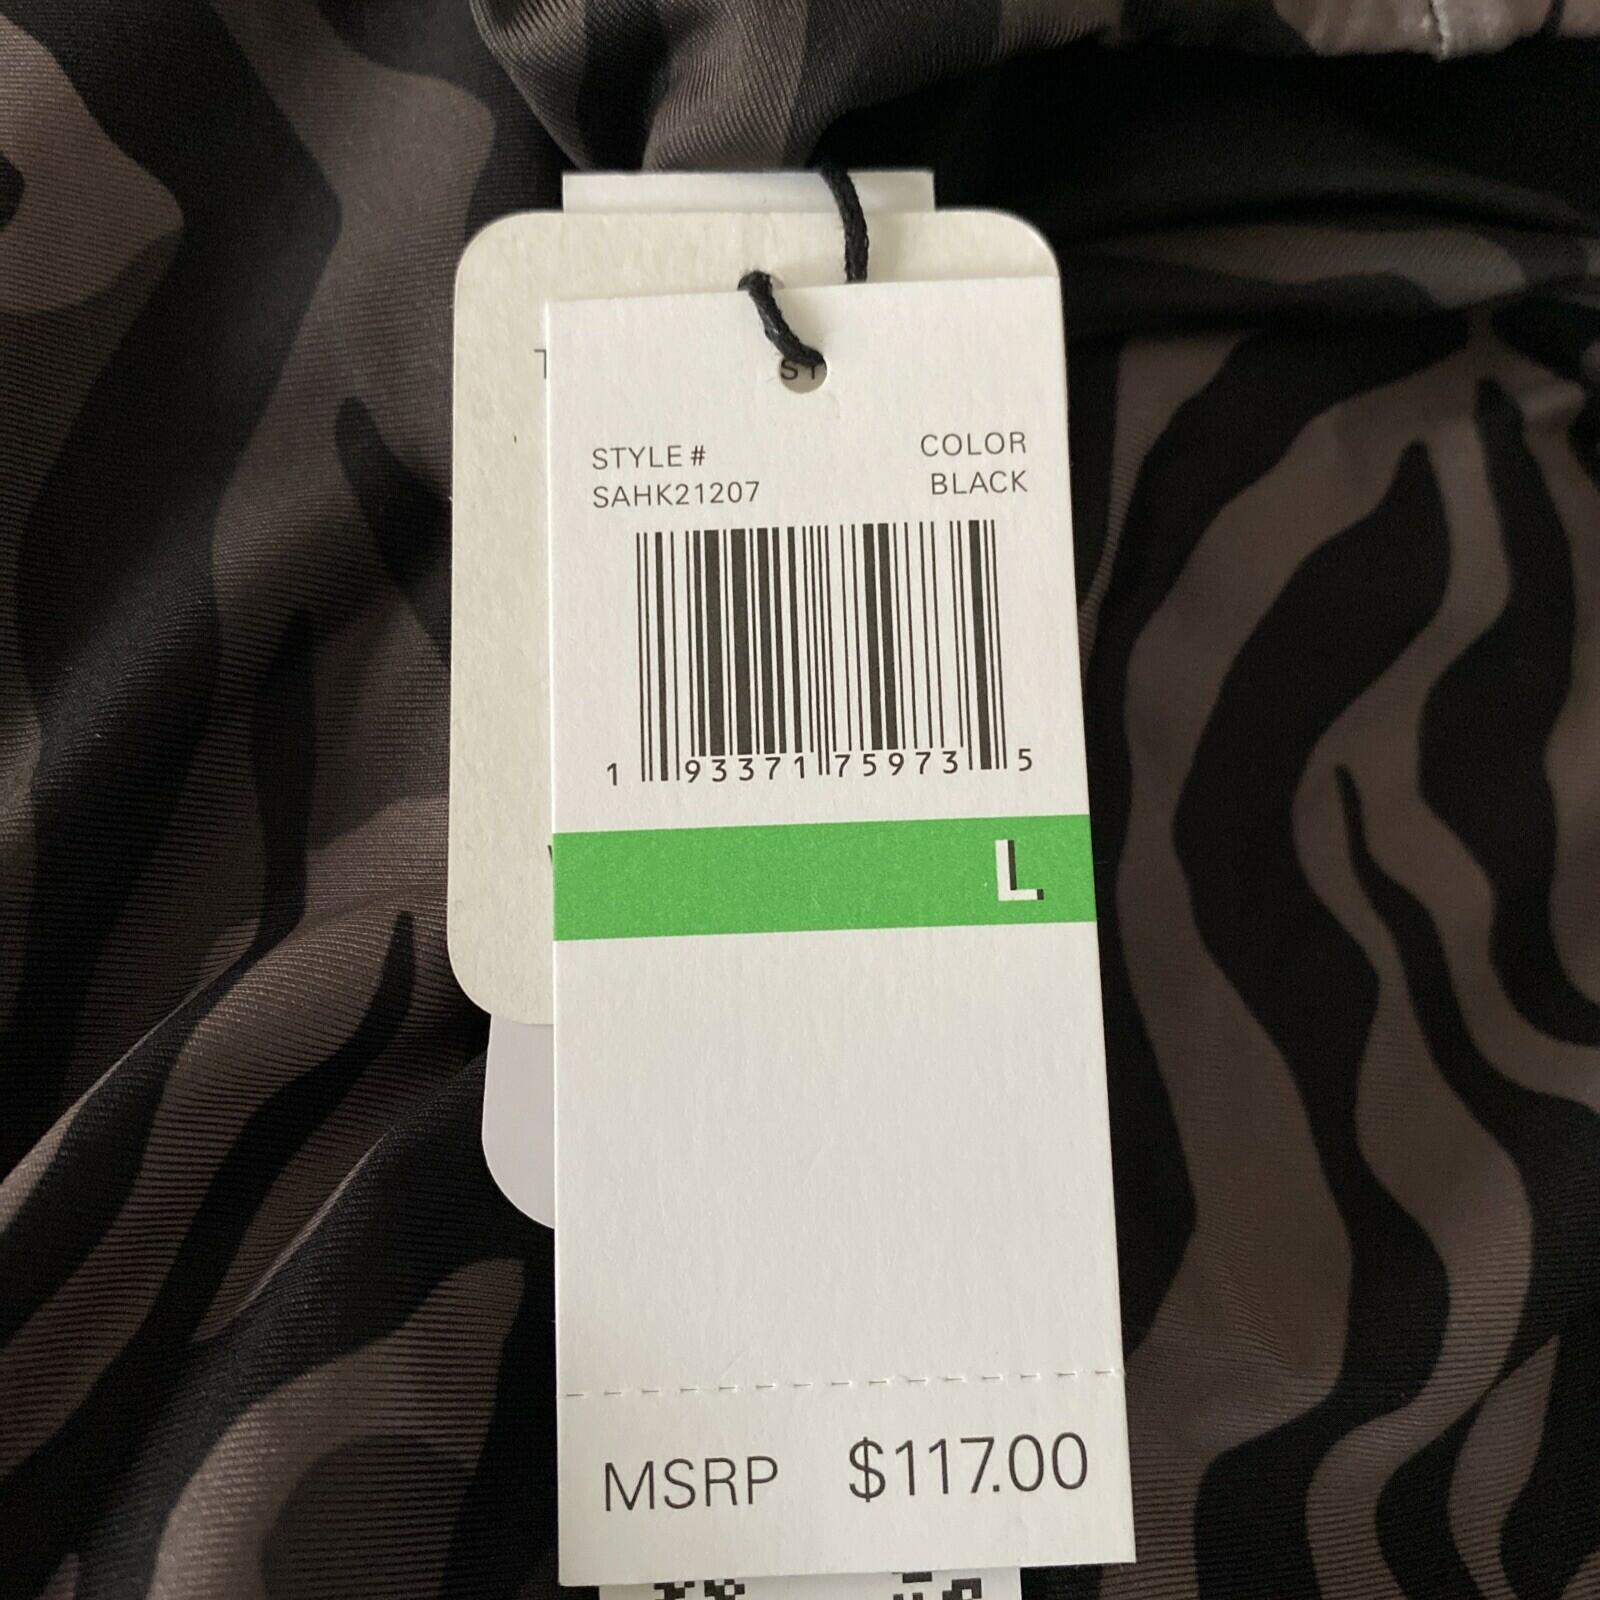 STYLE # COLOR
SAHK21207 BLACK
1 93371 75973 5
L
MSRP $117.00